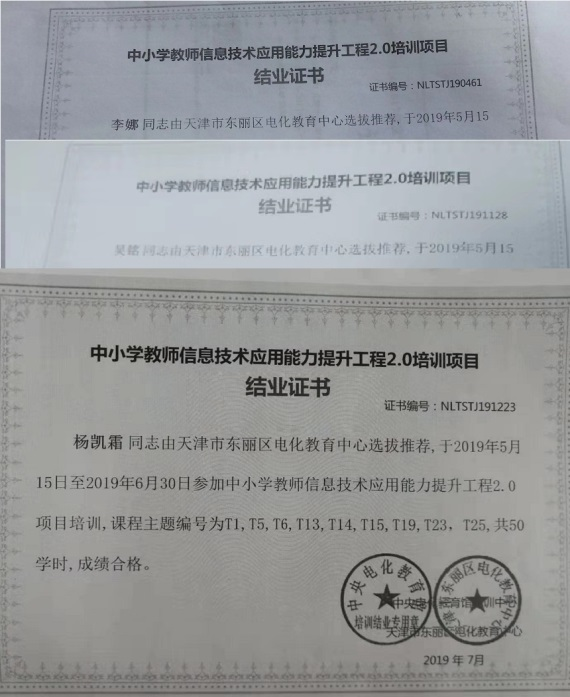 中小学教师信息技术应用能力提升工程2.0培训项目
结业证书
证书编号：NLTSTJ190461
李娜 同志由天津市东丽区电化教育中心选拔推荐，于2019年5月15
中小学教师信息技术应用能力提升工程2.0培训项目
结业证书
证书编号：NLTSTJ191128
同志由天津市东丽区电化教育中心选拔推荐，于2019年5月15
中小学教师信息技术应用能力提升工程2.0培训项目
结业证书
证书编号：NLTSTJ191223
杨凯霜 同志由天津市东丽区电化教育中心选拔推荐，于2019年5月
15日至2019年6月30日参加中小学教师信息技术应用能力提升工程2.0
项目培训，课程主题编号为T1,T5,T6,T13,T14,T15,T19,T23，T25,共50
学时，成绩合格。
中央电化教育馆
培训结业专用章
天津市东丽区电化教育中心
中央电化教育馆培训中心
天津市东丽区电化教育中心
2019 年 7月